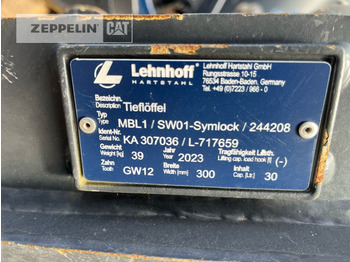 ZEPPELIN CAT
Lehnhoff
HARTSTAHL
Lehnhoff Hartstahl GmbH
Rungsstrasse 10-15
76534 Baden-Baden, Germany
Tel. +49 (0)7223 / 966 - 0
Bezeichn.
Description Tieflöffel
Typ
Type MBL1 / SW01-Symlock / 244208
Ident-Nr.
Serial No. KA 307036 / L-717659
Gewicht
Weight (kg) 39 Jahr
Year 2023 Tragfähigkeit Lasth.
Lifting cap. load hook (t) (-)
Zahn
Tooth GW12 Breite
Width (mm) 300 Inhalt
Cap. (Ltr) 30